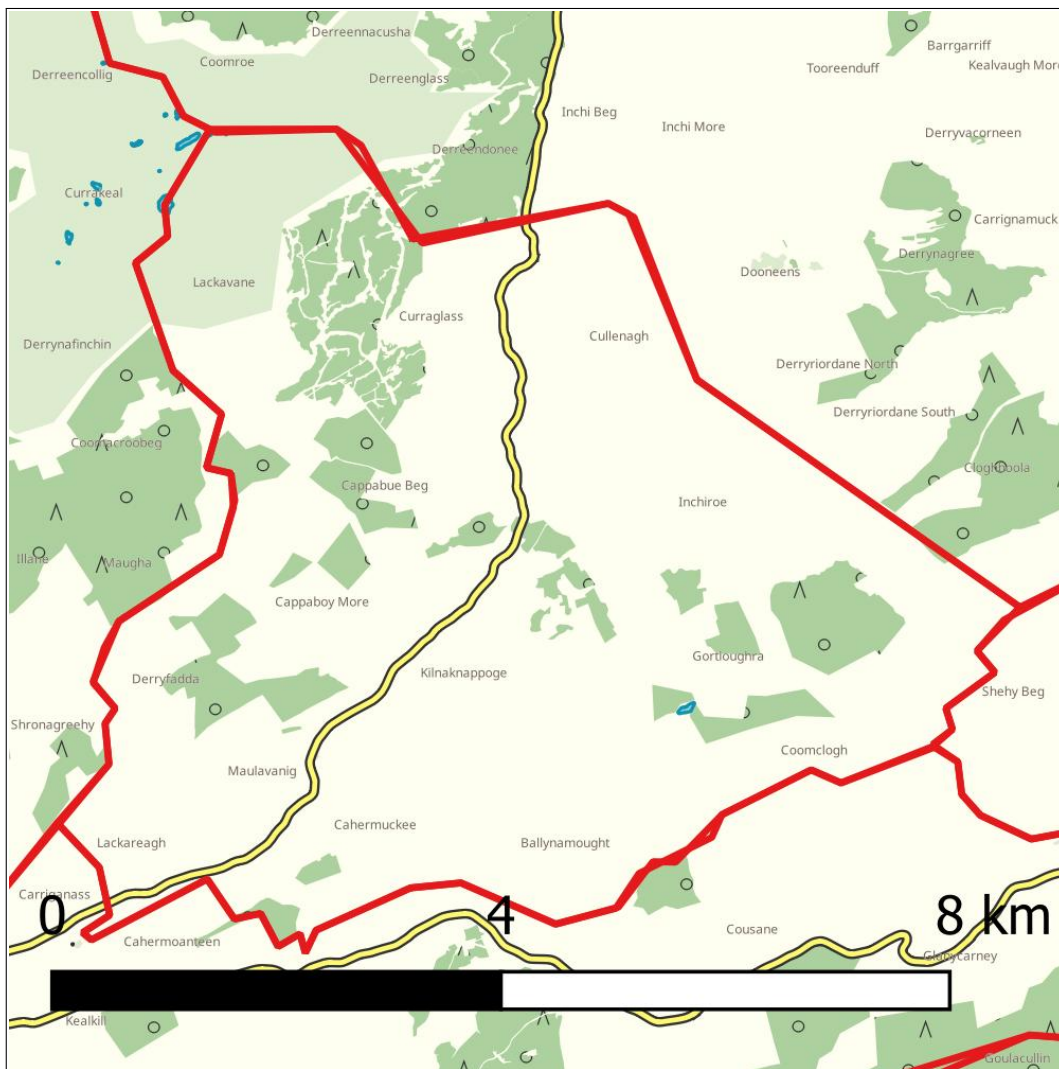 Derreennacusha
Barrgarriff
Coomroe
Tooreenduff
Kealvaugh More
Derreencollig
Derreenglass
Inchi Beg
Inchi More
Derryvacorneen
Derreendonee
Currakeal
Carrignamuck
Derrynagree
Dooneens
Lackavane
Curraglass
Cullenagh
Derrynafinchin
Derryriordane North
Derryriordane South
Coomacroobeg
Cloghboola
Cappabue Beg
Inchiroe
Illane
Maugha
Cappaboy More
Gortloughra
Kilnaknappoge
Derryfadda
Shehy Beg
Shronagreehy
Coomclogh
Maulavanig
Cahermuckee
Lackareagh
Ballynamought
Carriganass
0 4 8 km
Cousane
Cahermoanteen
Glanycarney
Kealkill
Goulacullin